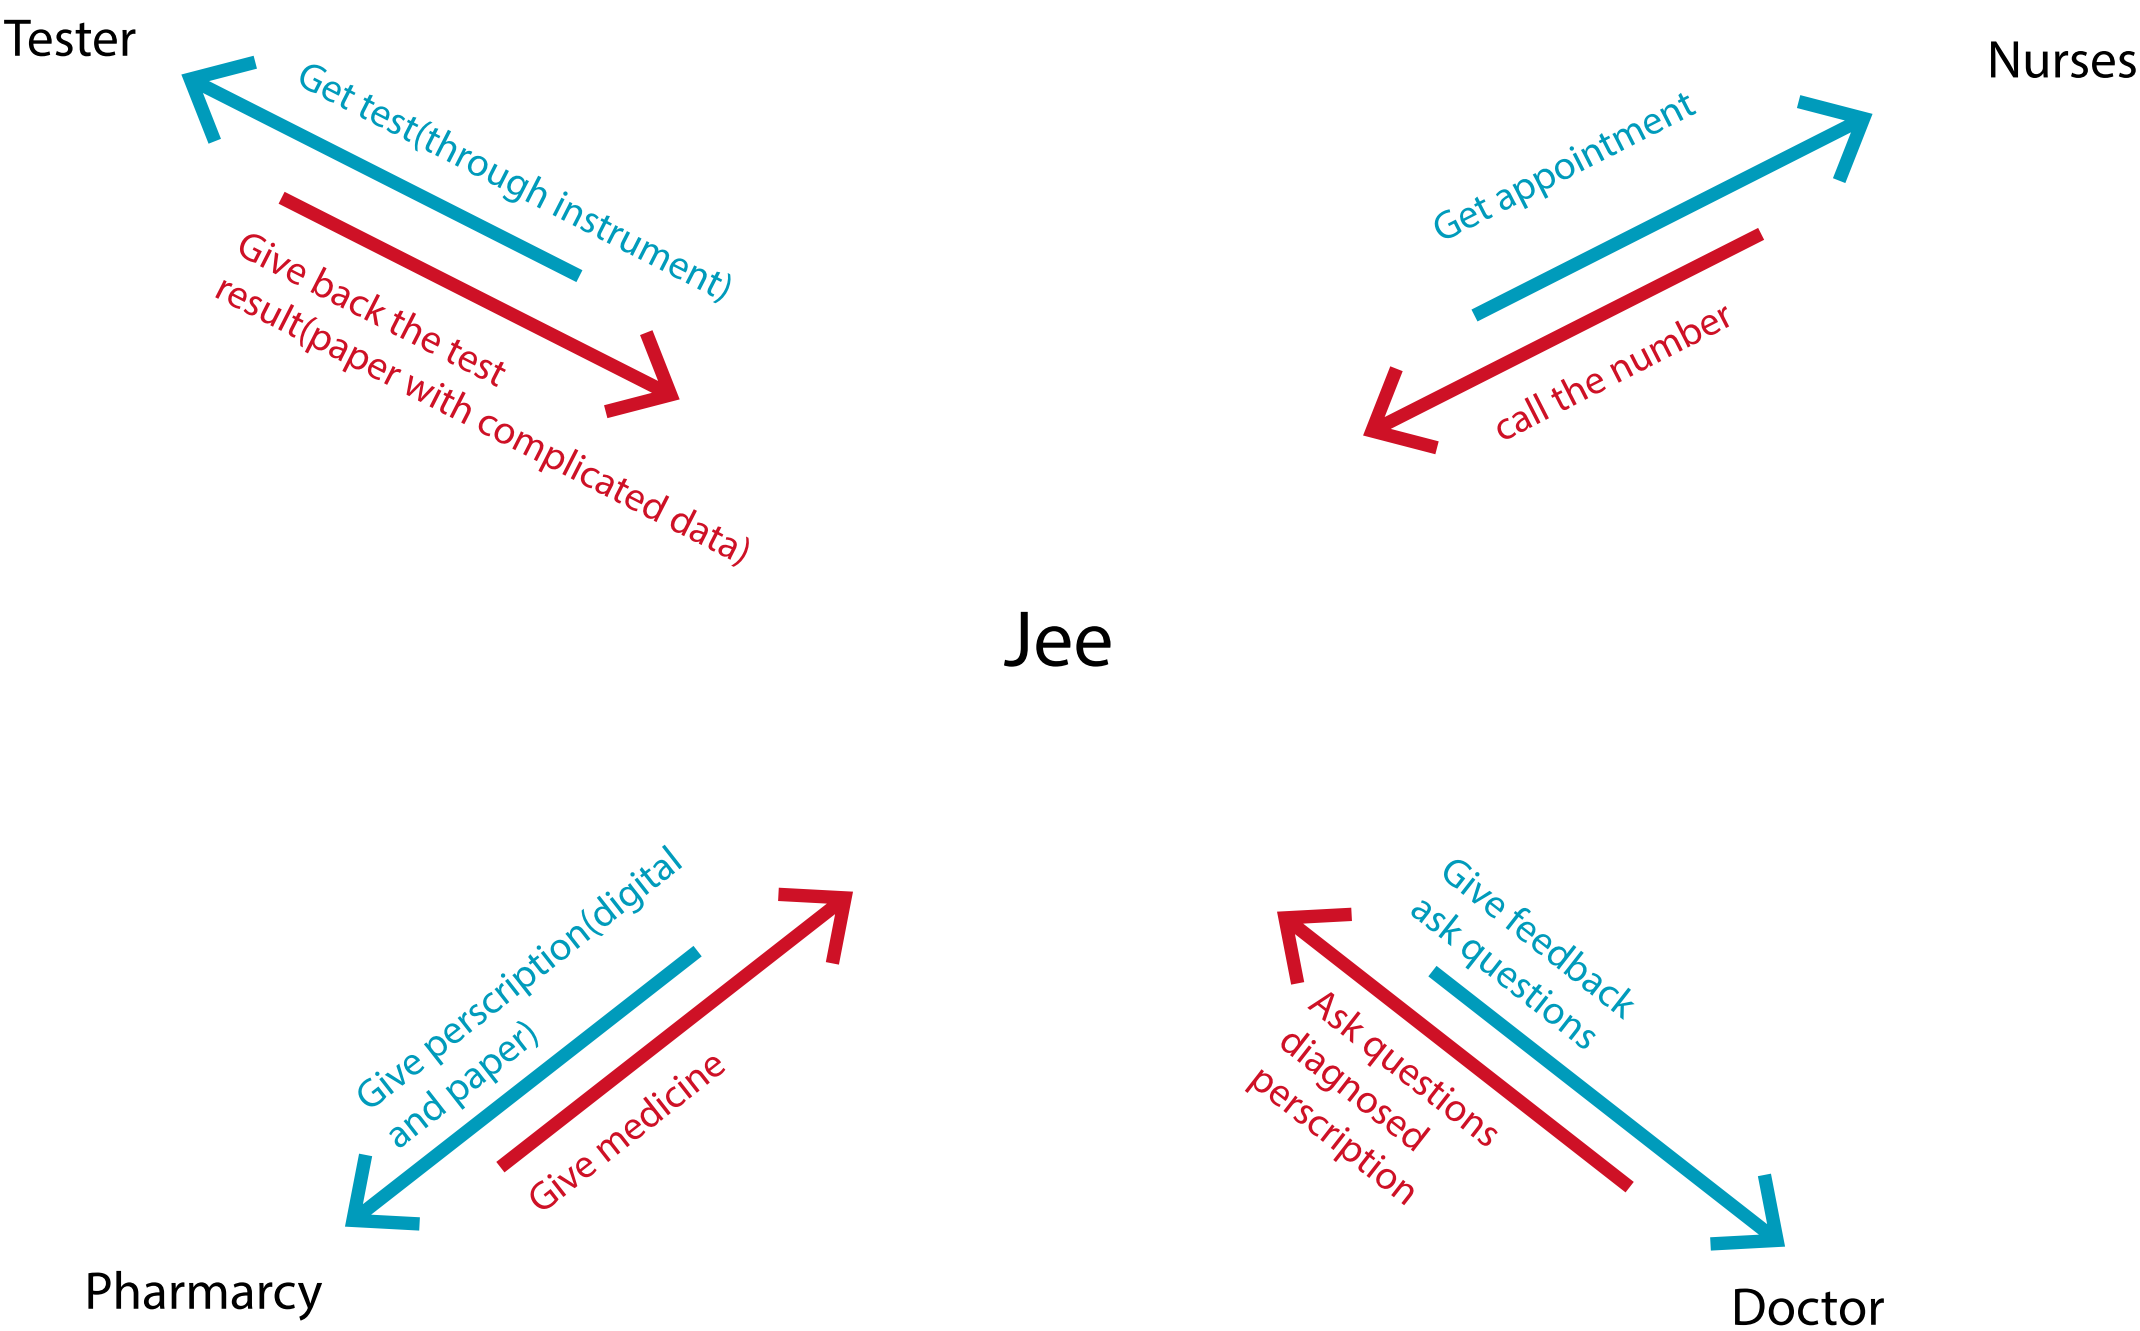 Tester
Nurses
Get test(through instrument)
Give back the test
result(paper with complicated data)
Get appointment
call the number
Jee
Give perscription(digital
and paper)
Give medicine
Give feedback
ask questions
Ask questions
diagnosed
perscription
Pharmarcy
Doctor